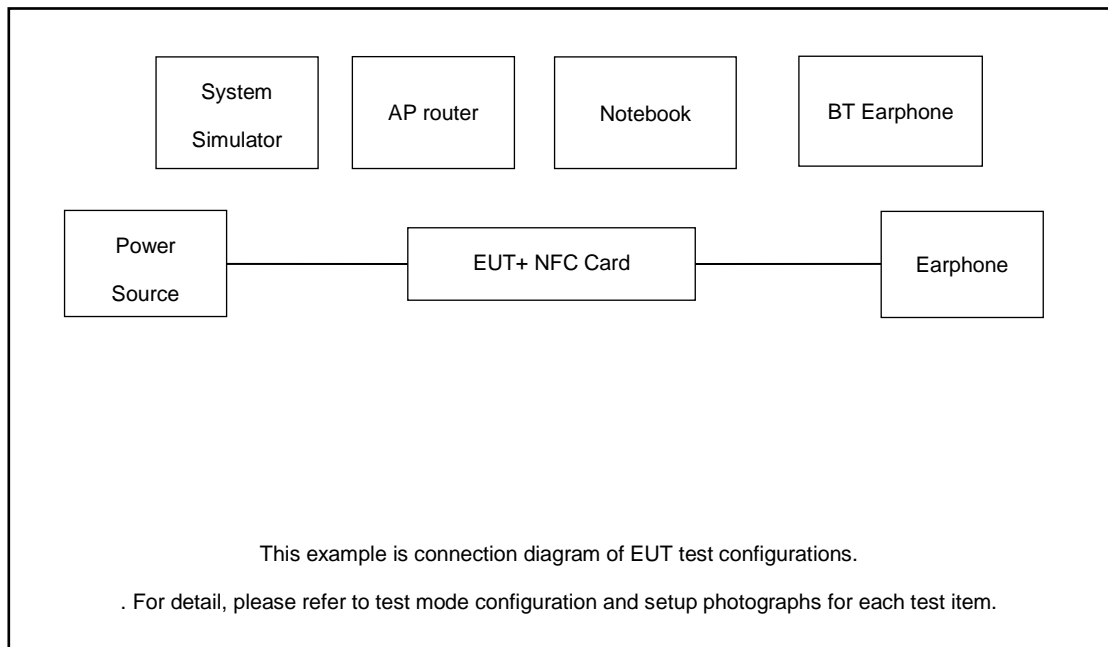 System
Simulator
AP router
Notebook
BT Earphone
Power
Source
EUT+ NFC Card
Earphone
This example is connection diagram of EUT test configurations.
. For detail, please refer to test mode configuration and setup photographs for each test item.